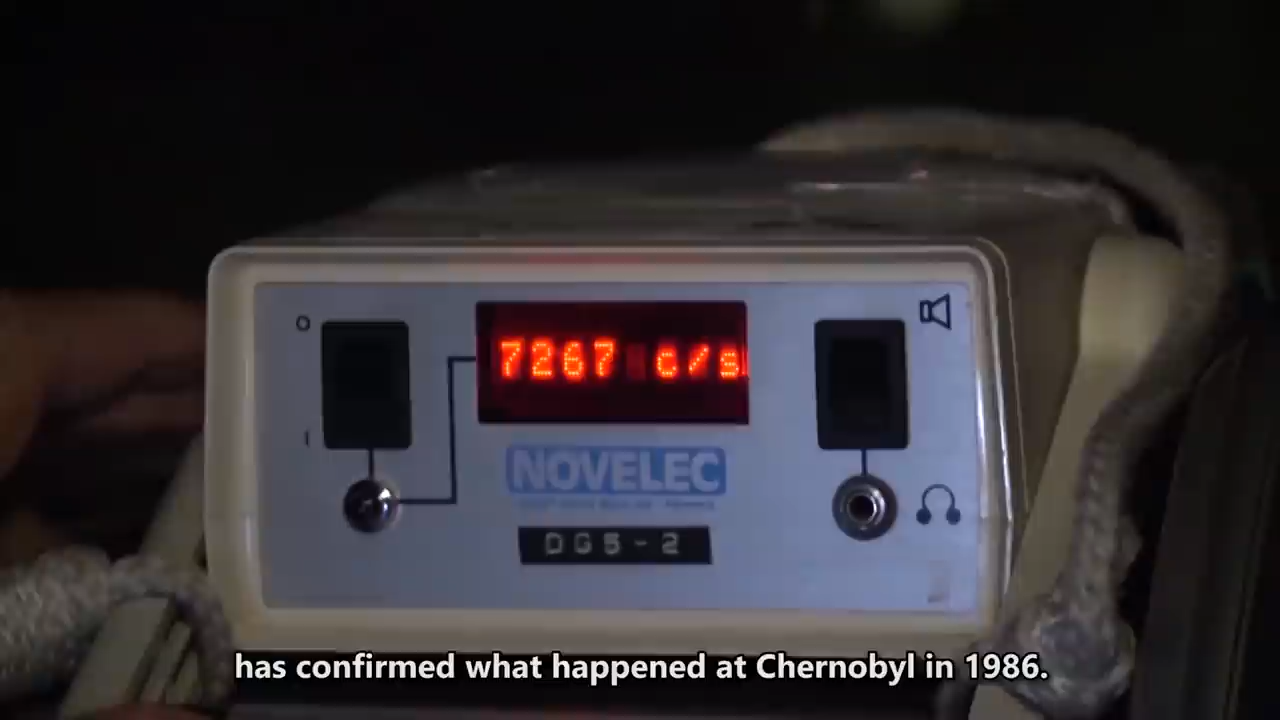 O
7267 c/s
I
NOVELEC
DG5-2
has confirmed what happened at Chernobyl in 1986.